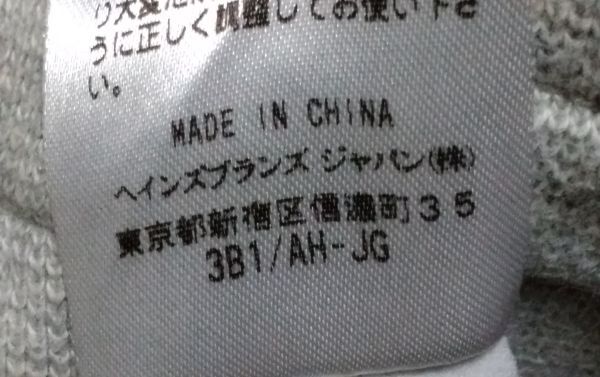 うに正しく調整してお使い下さ
い。
MADE IN CHINA
ヘインズブランズ ジャパン(株)
東京都新宿区信濃町35
3B1/AH-JG